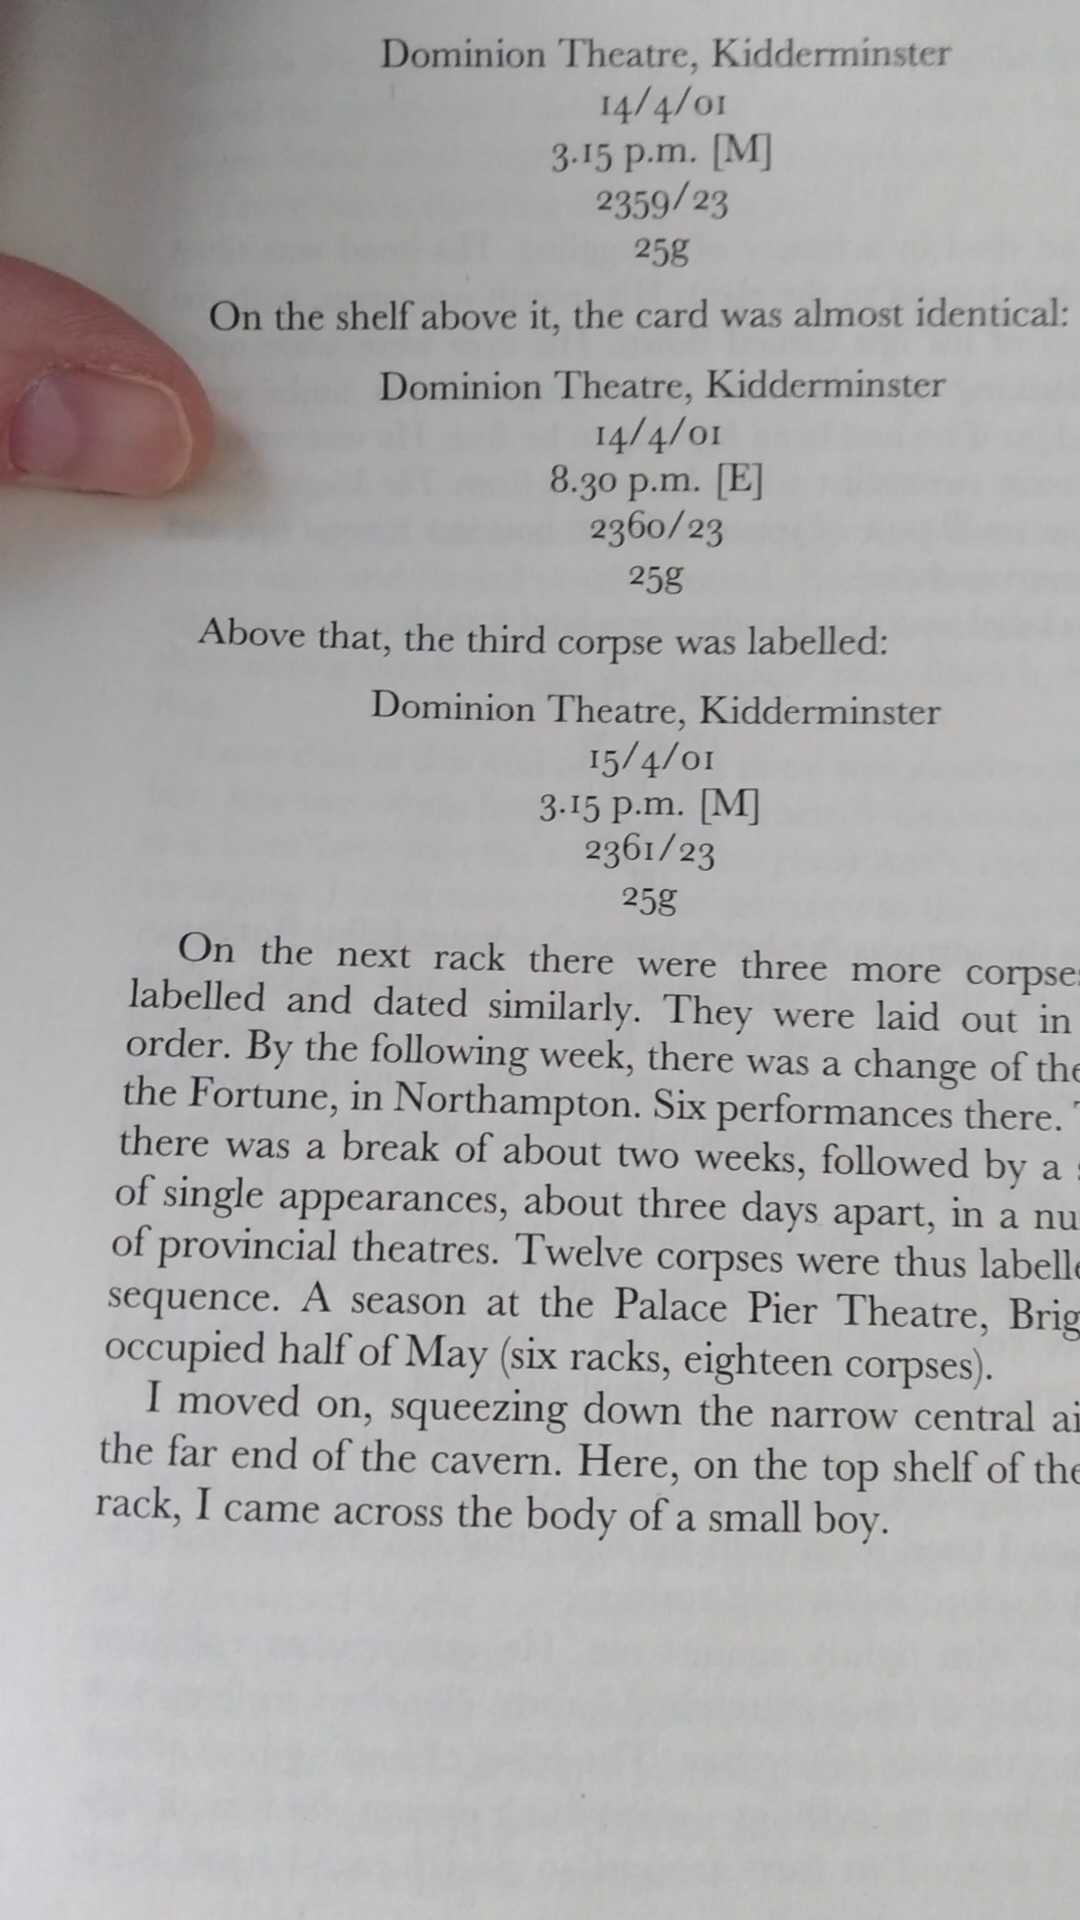 Dominion Theatre, Kidderminster
14/4/01
3.15 p.m. [M]
2359/23
25g
On the shelf above it, the card was almost identical:
Dominion Theatre, Kidderminster
14/4/01
8.30 p.m. [E]
2360/23
25g
Above that, the third corpse was labelled:
Dominion Theatre, Kidderminster
15/4/01
3.15 p.m. [M]
2361/23
25g
On the next rack there were three more
labelled and dated similarly. They were laid out in
order. By the following week, there was a change of
the Fortune, in Northampton. Six performances there.
there was a break of about two weeks, followed by a
of single appearances, about three days apart, in a
of provincial theatres. Twelve corpses were thus
sequence. A season at the Palace Pier Theatre,
occupied half of May (six racks, eighteen corpses).
I moved on, squeezing down the narrow central
the far end of the cavern. Here, on the top shelf of
rack, I came across the body of a small boy.